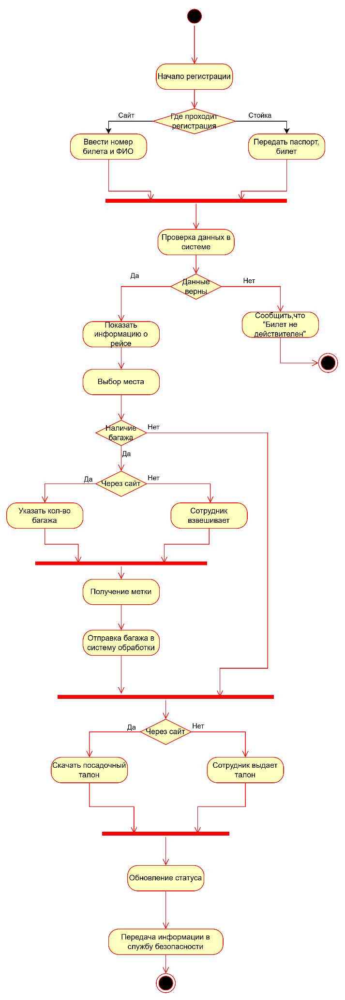 Начало регистрации
Где проходит
регистрация
Сайт
Стойка
Ввести номер
билета и ФИО
Передать паспорт,
билет
Проверка данных в
системе
Данные
верны
Да
Нет
Показать
информацию о
рейсе
Сообщить,что
"Билет не
действителен"
Выбор места
Наличие
багажа
Нет
Да
Через сайт
Да
Нет
Указать кол-во
багажа
Сотрудник
взвешивает
Получение метки
Отправка багажа в
систему обработки
Через сайт
Да
Нет
Скачать посадочный
талон
Сотрудник выдает
талон
Обновление статуса
Передача информации в
службу безопасности